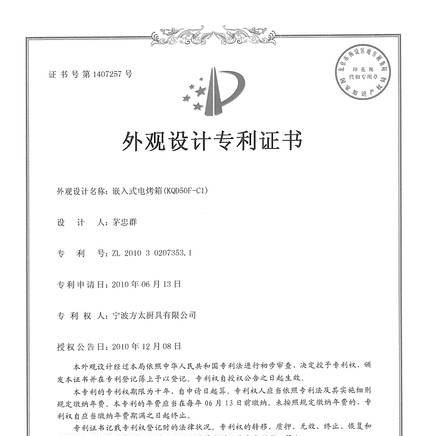 证书号第1407257号
印花税
代扣专用章
外观设计专利证书
外观设计名称：嵌入式电烤箱(KQD50F-C1)
设计人：茅忠群
专利号：ZL 2010 3 0207353.1
专利申请日：2010年06月13日
专利权人：宁波方太厨具有限公司
授权公告日：2010年12月08日
本外观设计经过本局依照中华人民共和国专利法进行初步审查，决定授予专利权，颁
发本证书并在专利登记簿上予以登记。专利权自授权公告之日起生效。
本专利的专利权期限为十年，自申请日起算。专利权人应当依照专利法及其实施细则
规定缴纳年费。本专利的年费应当在每年06月13日前缴纳。未按照规定缴纳年费的，专
利权自应当缴纳年费期满之日起终止。
专利证书记载专利权登记时的法律状况。专利权的转移、质押、无效、终止、恢复和